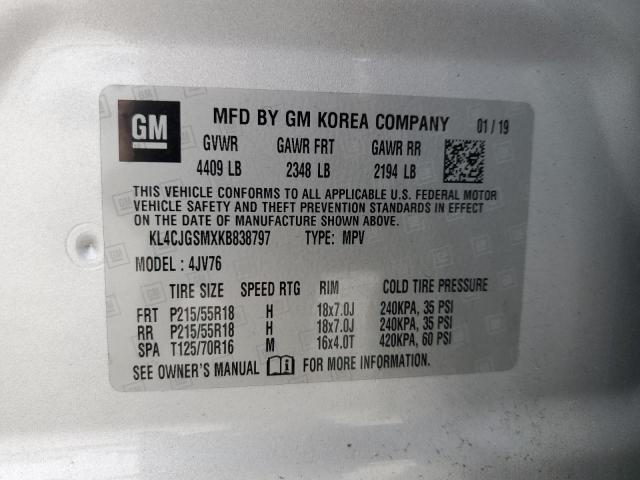 GM MFD BY GM KOREA COMPANY 01/19
GVWR GAWR FRT GAWR RR
4409 LB 2348 LB 2194 LB
THIS VEHICLE CONFORMS TO ALL APPLICABLE U.S. FEDERAL MOTOR
VEHICLE SAFETY AND THEFT PREVENTION STANDARDS IN EFFECT
ON THE DATE OF MANUFACTURE SHOWN ABOVE.
KL4CJGSMXKB838797 TYPE: MPV
MODEL : 4JV76
TIRE SIZE SPEED RTG RIM COLD TIRE PRESSURE
FRT P215/55R18 H 18x7.0J 240KPA, 35 PSI
RR P215/55R18 H 18x7.0J 240KPA, 35 PSI
SPA T125/70R16 M 16x4.0T 420KPA, 60 PSI
SEE OWNER'S MANUAL FOR MORE INFORMATION.